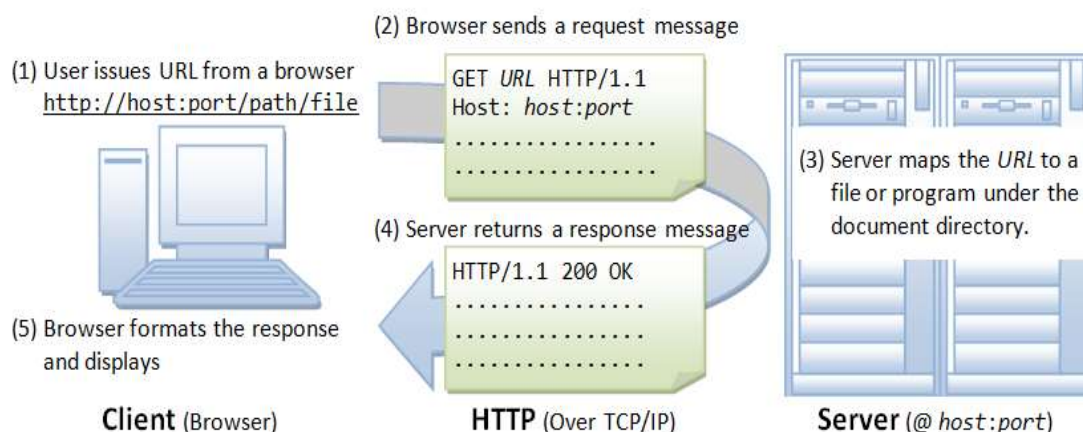 (1) User issues URL from a browser
http://host:port/path/file
(2) Browser sends a request message
GET URL HTTP/1.1
Host: host:port
.................
.................
(3) Server maps the URL to a
file or program under the
document directory.
(4) Server returns a response message
HTTP/1.1 200 OK
................
................
................
(5) Browser formats the response
and displays
Client (Browser)
HTTP (Over TCP/IP)
Server (@ host:port)